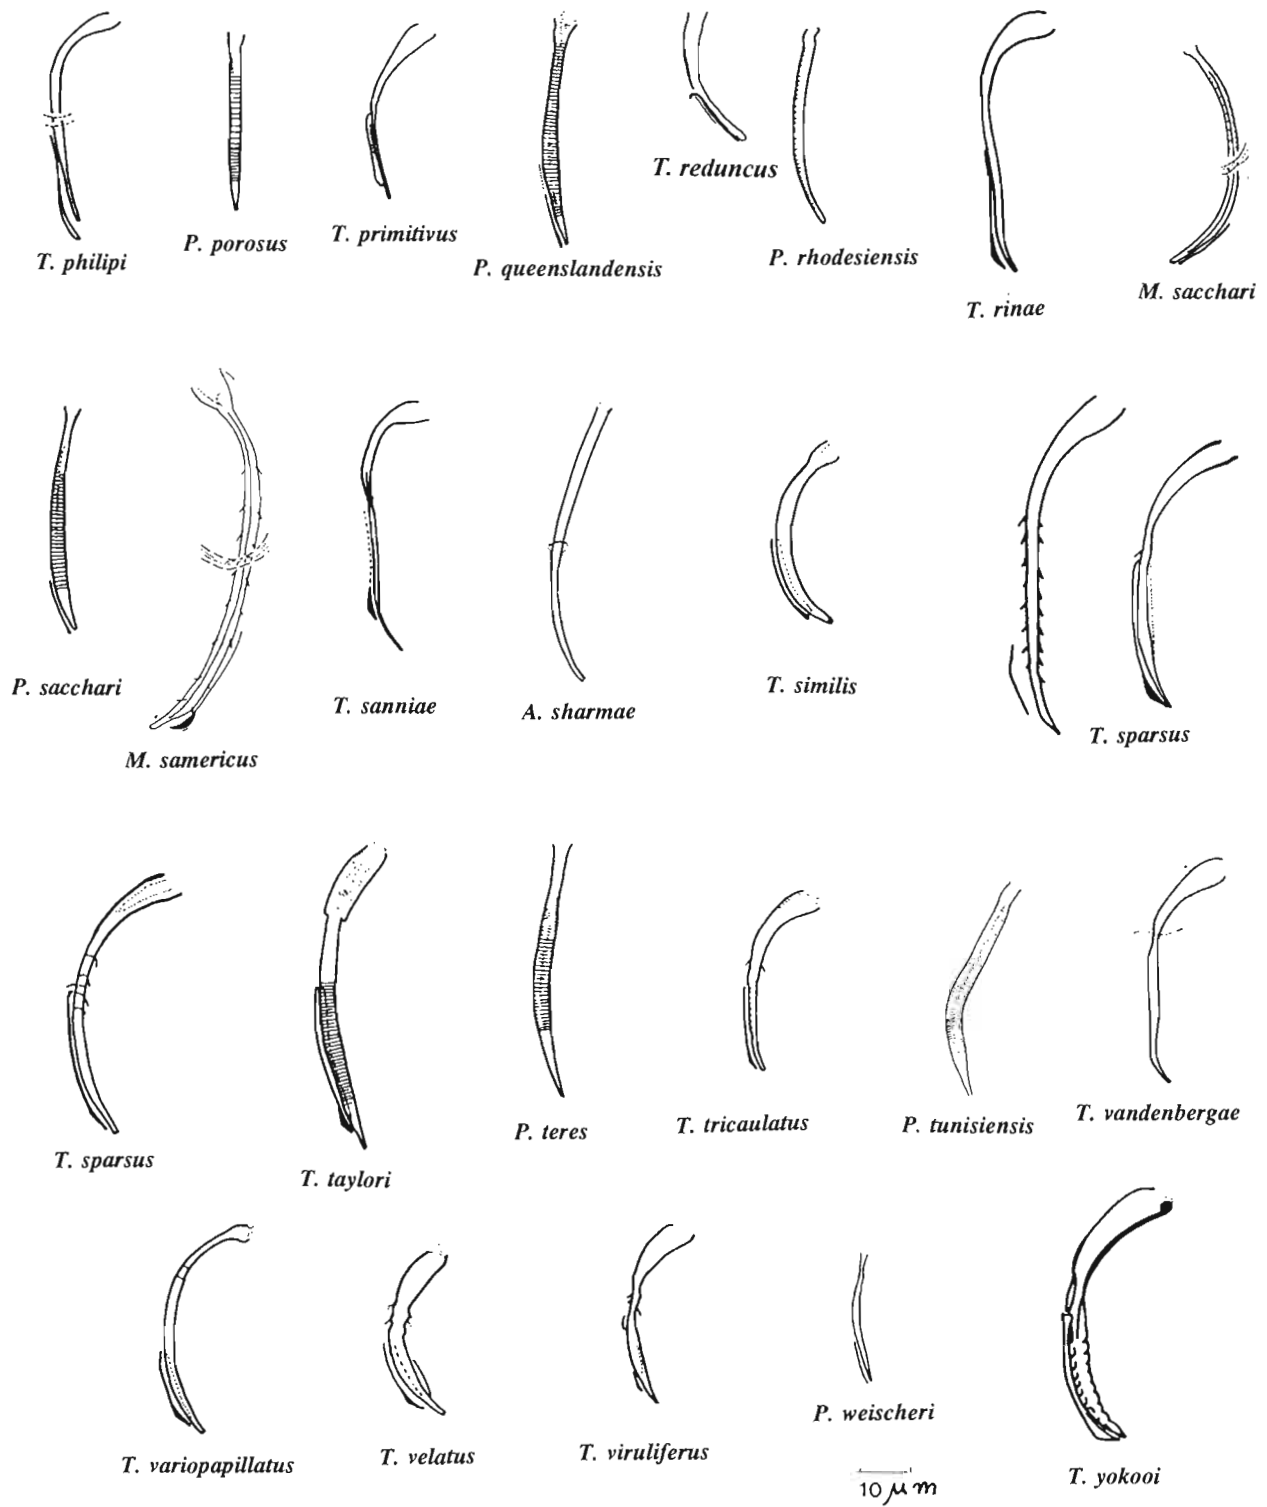 T. philipi
P. porosus
T. primitivus
P. queenslandensis
T. reduncus
P. rhodesiensis
T. rinae
M. sacchari
P. sacchari
M. samericus
T. sanniae
A. sharmae
T. similis
T. sparsus
T. sparsus
T. taylori
P. teres
T. tricaulatus
P. tunisiensis
T. vandenbergae
T. variopapillatus
T. velatus
T. viruliferus
P. weischeri
10 μm
T. yokooi